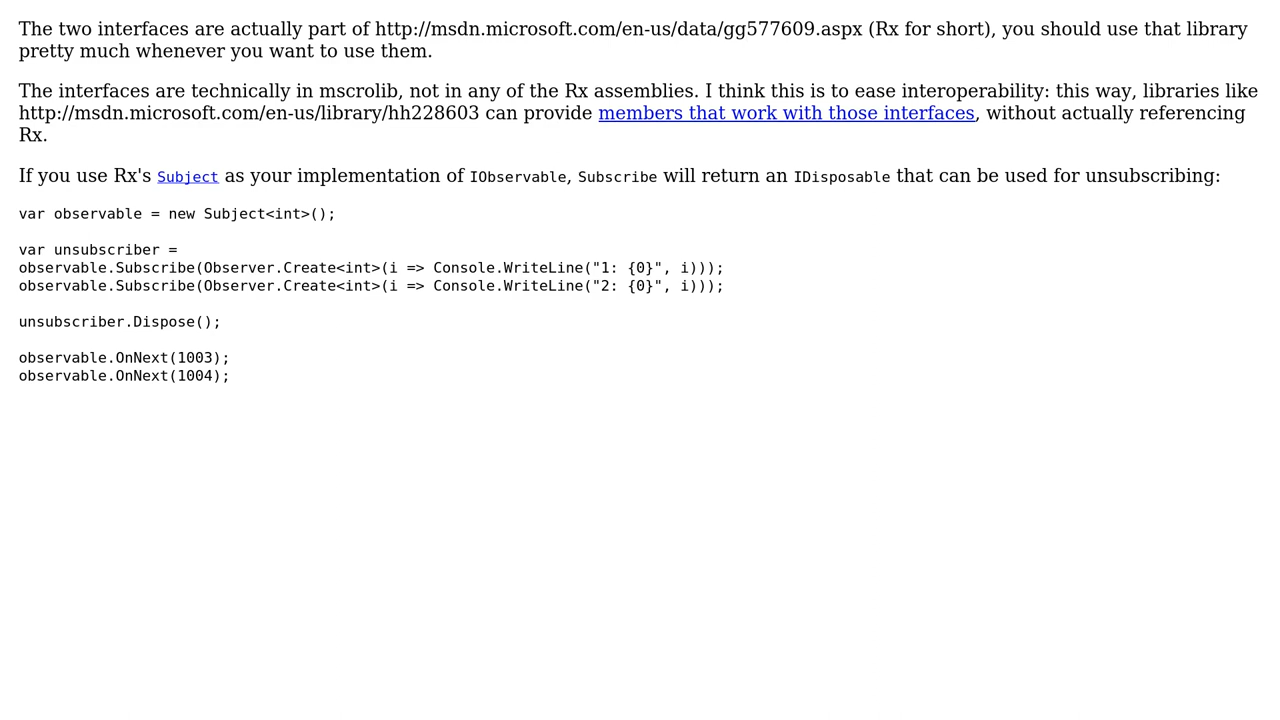 The two interfaces are actually part of http://msdn.microsoft.com/en-us/data/gg577609.aspx (Rx for short), you should use that library
pretty much whenever you want to use them.
The interfaces are technically in mscrolib, not in any of the Rx assemblies. I think this is to ease interoperability: this way, libraries like
http://msdn.microsoft.com/en-us/library/hh228603 can provide members that work with those interfaces, without actually referencing
Rx.
If you use Rx's Subject as your implementation of IObservable, Subscribe will return an IDisposable that can be used for unsubscribing:
var observable = new Subject<int>();
var unsubscriber =
observable.Subscribe(Observer.Create<int>(i => Console.WriteLine("1: {0}", i)));
observable.Subscribe(Observer.Create<int>(i => Console.WriteLine("2: {0}", i)));
unsubscriber.Dispose();
observable.OnNext(1003);
observable.OnNext(1004);